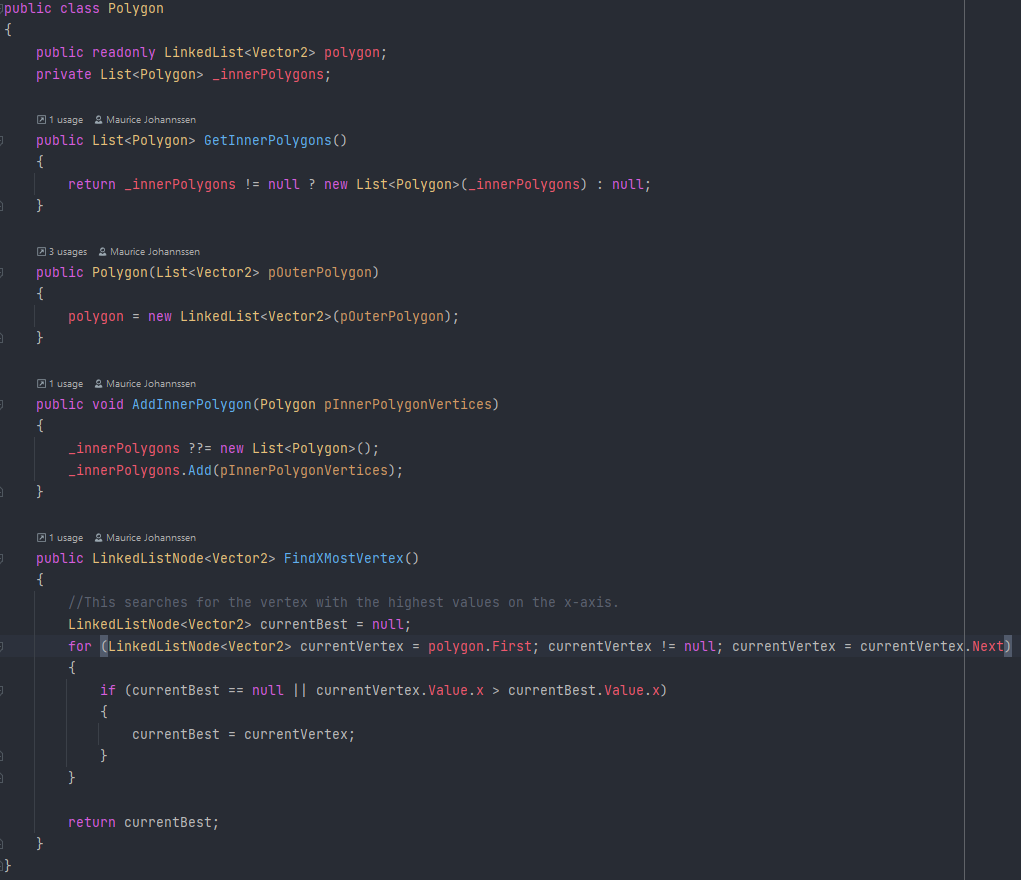 public class Polygon
{
    public readonly LinkedList<Vector2> polygon;
    private List<Polygon> _innerPolygons;

    1 usage   Maurice Johannssen
    public List<Polygon> GetInnerPolygons()
    {
        return _innerPolygons != null ? new List<Polygon>(_innerPolygons) : null;
    }

    3 usages   Maurice Johannssen
    public Polygon(List<Vector2> pOuterPolygon)
    {
        polygon = new LinkedList<Vector2>(pOuterPolygon);
    }

    1 usage   Maurice Johannssen
    public void AddInnerPolygon(Polygon pInnerPolygonVertices)
    {
        _innerPolygons ??= new List<Polygon>();
        _innerPolygons.Add(pInnerPolygonVertices);
    }

    1 usage   Maurice Johannssen
    public LinkedListNode<Vector2> FindXMostVertex()
    {
        //This searches for the vertex with the highest values on the x-axis.
        LinkedListNode<Vector2> currentBest = null;
        for (LinkedListNode<Vector2> currentVertex = polygon.First; currentVertex != null; currentVertex = currentVertex.Next)
        {
            if (currentBest == null || currentVertex.Value.x > currentBest.Value.x)
            {
                currentBest = currentVertex;
            }
        }

        return currentBest;
    }
}